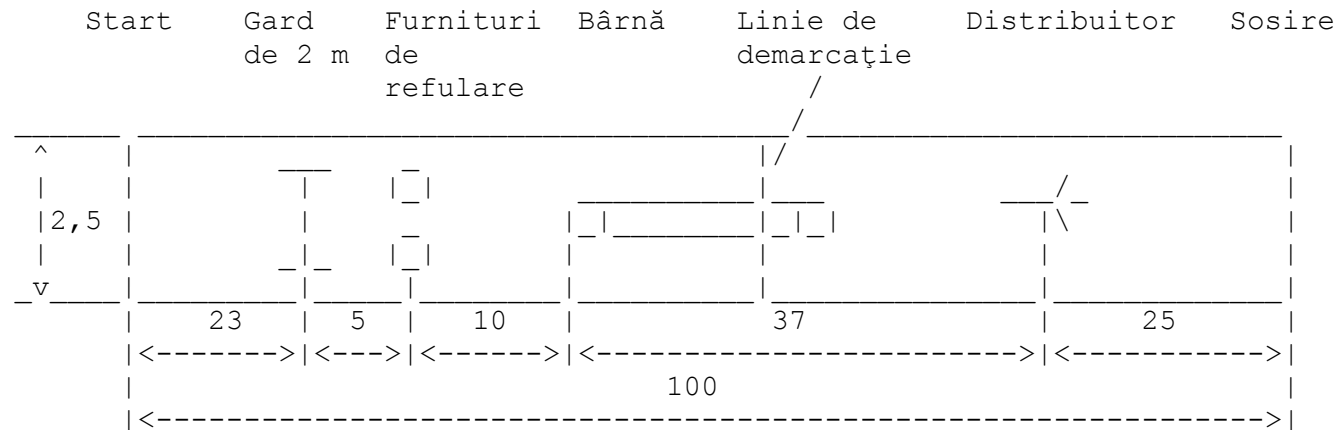 Start Gard Furnituri Bârnă Linie de Distribuitor Sosire
de 2 m de demarcaţie
refulare
2,5
23 5 10 37 25
100